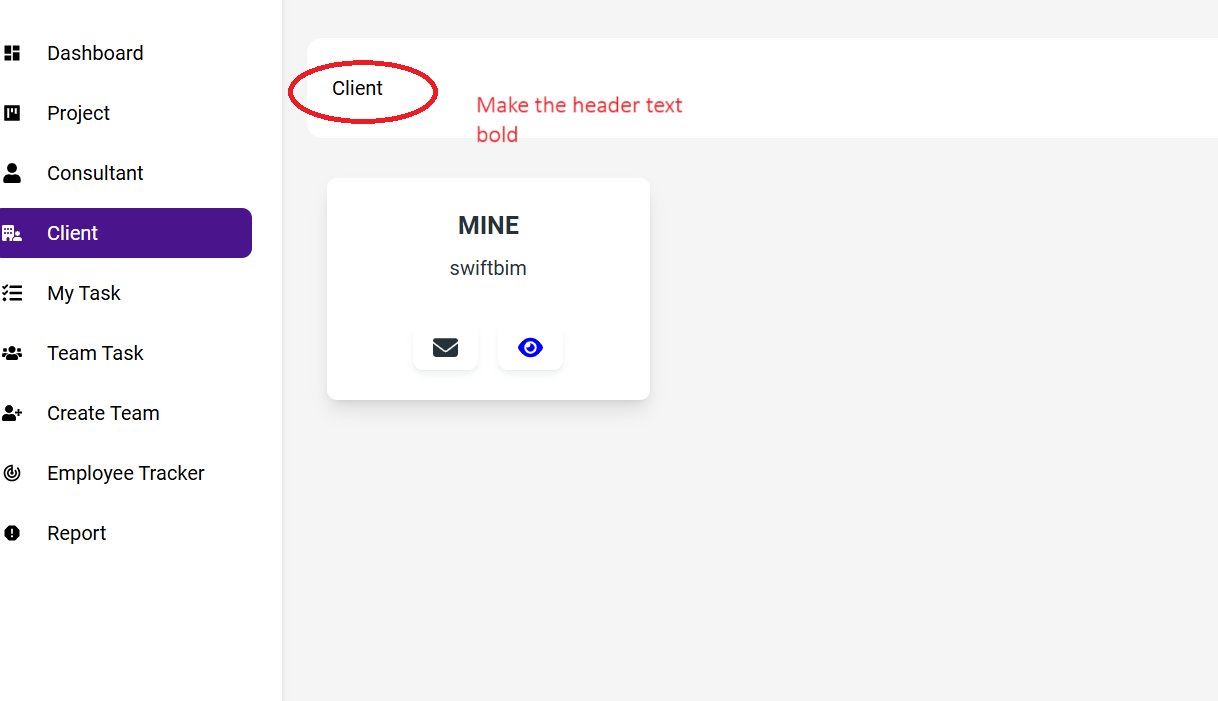 Dashboard
Project
Consultant
Client
My Task
Team Task
Create Team
Employee Tracker
Report
Client
Make the header text
bold
MINE
swiftbim